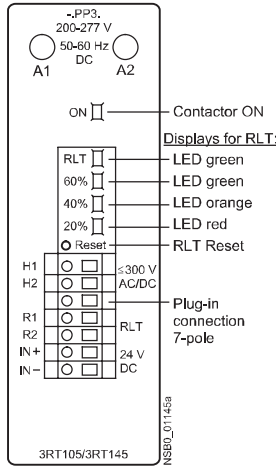 -.PP3.
200-277 V
50-60 Hz
DC
A1
A2
ON
Contactor ON
Displays for RLT:
RLT
LED green
60%
LED green
40%
LED orange
20%
LED red
Reset
RLT Reset
H1
≤300 V
H2
AC/DC
Plug-in
connection
7-pole
R1
RLT
R2
IN+
24 V
IN-
DC
NSB0_01145a
3RT105/3RT145